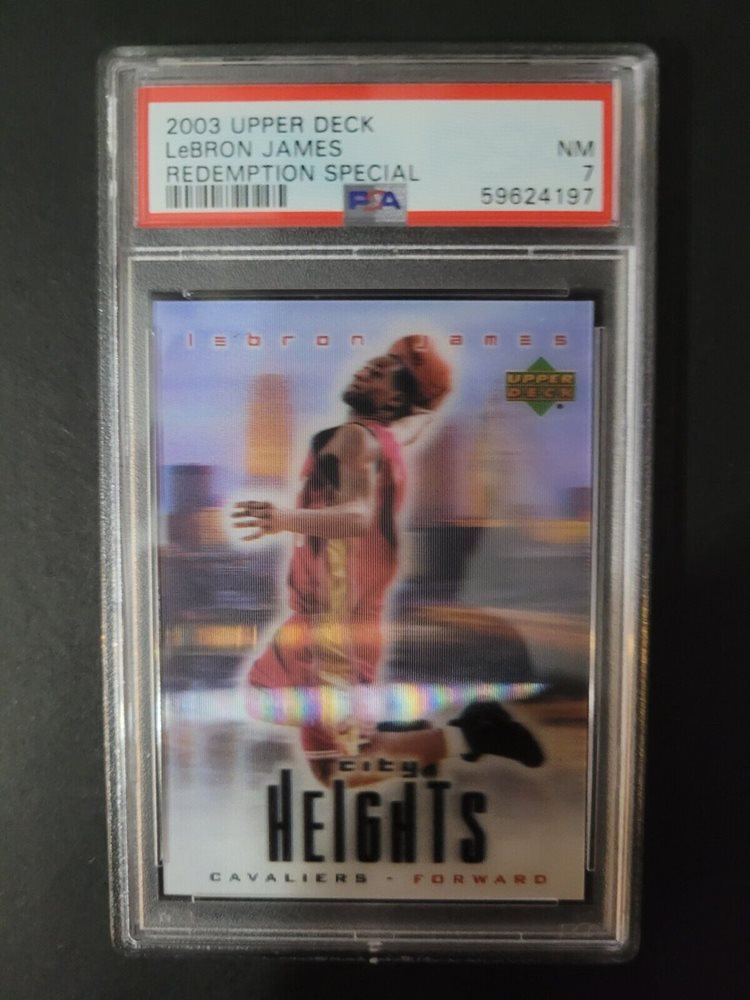 2003 UPPER DECK
LeBRON JAMES NM
REDEMPTION SPECIAL 7
PSA 59624197
lebron james
UPPER
DECK
city
HEIGHTS
CAVALIERS - FORWARD